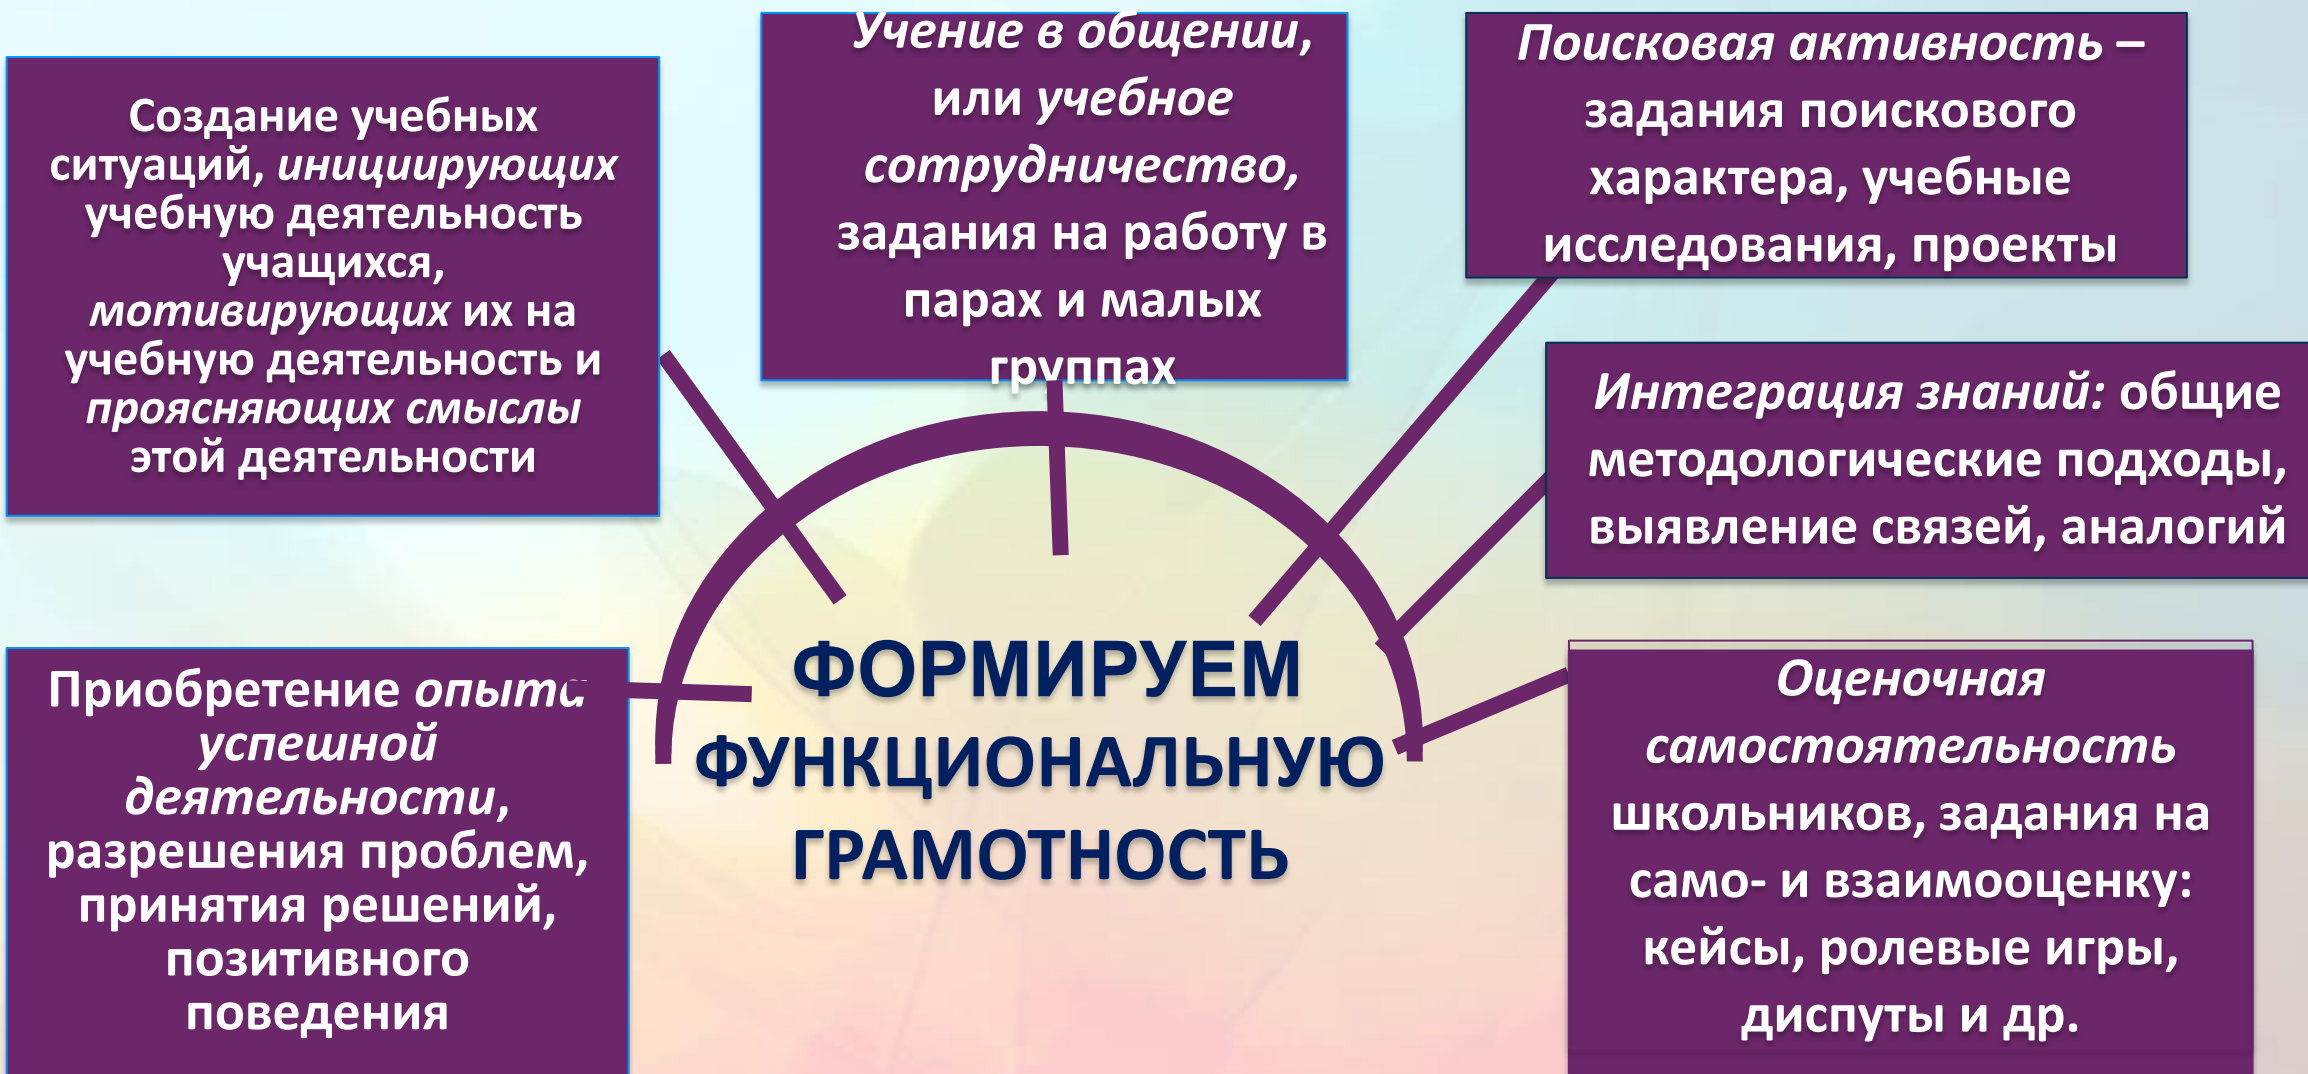 Создание учебных
ситуаций, инициирующих
учебную деятельность
учащихся,
мотивирующих их на
учебную деятельность и
проясняющих смыслы
этой деятельности
Учение в общении,
или учебное
сотрудничество,
задания на работу в
парах и малых
группах
Поисковая активность –
задания поискового
характера, учебные
исследования, проекты
Интеграция знаний: общие
методологические подходы,
выявление связей, аналогий
Приобретение опыта
успешной
деятельности,
разрешения проблем,
принятия решений,
позитивного
поведения
ФОРМИРУЕМ
ФУНКЦИОНАЛЬНУЮ
ГРАМОТНОСТЬ
Оценочная
самостоятельность
школьников, задания на
само- и взаимооценку:
кейсы, ролевые игры,
диспуты и др.